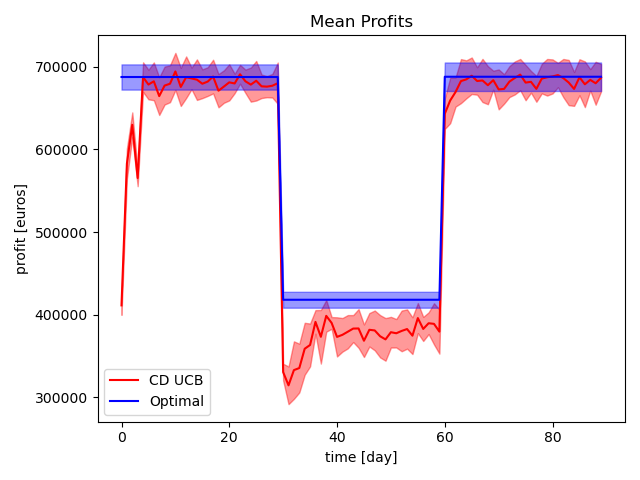 Mean Profits
profit [euros]
700000
600000
500000
400000
300000
CD UCB
Optimal
0
20
40
60
80
time [day]